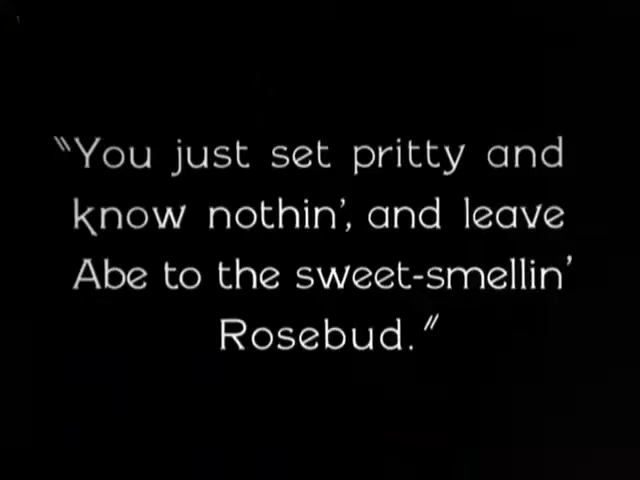 "You just set pritty and
know nothin', and leave
Abe to the sweet-smellin'
Rosebud."